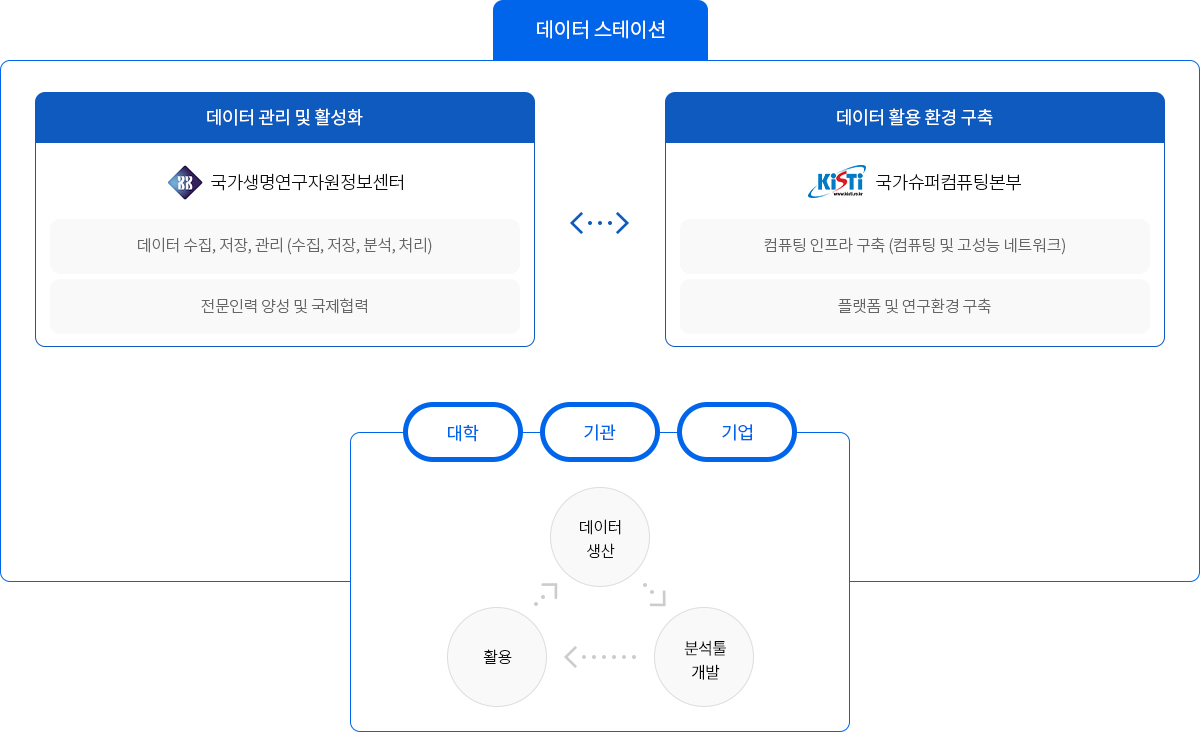 데이터 스테이션
데이터 관리 및 활성화
국가생명연구자원정보센터
데이터 수집, 저장, 관리 (수집, 저장, 분석, 처리)
전문인력 양성 및 국제협력
데이터 활용 환경 구축
KiSTi
www.kisti.re.kr
국가슈퍼컴퓨팅본부
컴퓨팅 인프라 구축 (컴퓨팅 및 고성능 네트워크)
플랫폼 및 연구환경 구축
대학
기관
기업
데이터
생산
활용
분석툴
개발